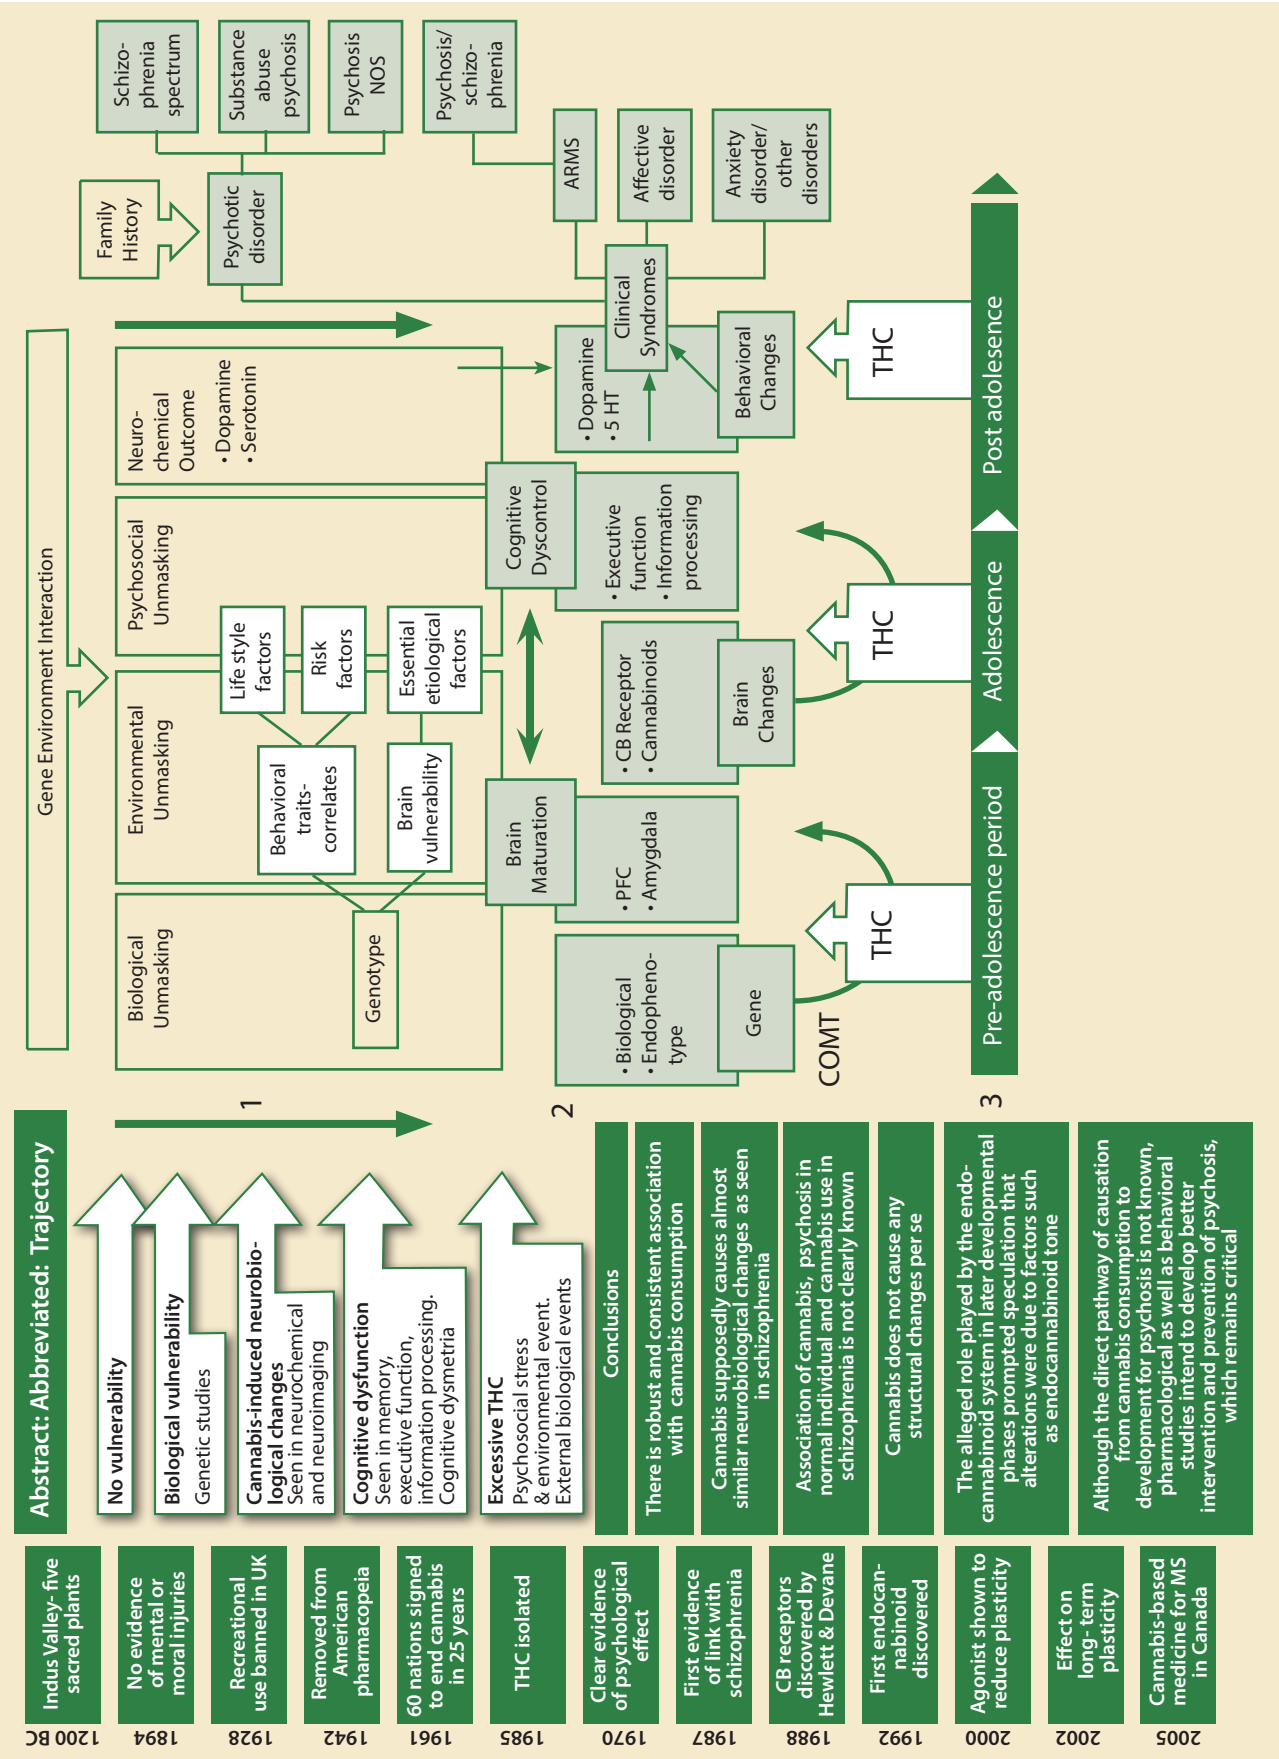 1200 BC
Indus Valley- five
sacred plants
1894
No evidence
of mental or
moral injuries
1928
Recreational
use banned in UK
1942
Removed from
American
pharmacopeia
1961
60 nations signed
to end cannabis
in 25 years
1985
THC isolated
1970
Clear evidence
of psychological
effect
1987
First evidence
of link with
schizophrenia
1988
CB receptors
discovered by
Hewlett & Devane
1992
First endocan-
nabinoid
discovered
2000
Agonist shown to
reduce plasticity
2002
Effect on
long- term
plasticity
2005
Cannabis-based
medicine for MS
in Canada
Abstract: Abbreviated: Trajectory
No vulnerability
Biological vulnerability
Genetic studies
Cannabis-induced neurobio-
logical changes
Seen in neurochemical
and neuroimaging
Cognitive dysfunction
Seen in memory,
executive function,
information processing.
Cognitive dysmetria
Excessive THC
Psychosocial stress
& environmental event.
External biological events
Conclusions
There is robust and consistent association
with cannabis consumption
Cannabis supposedly causes almost
similar neurobiological changes as seen
in schizophrenia
Association of cannabis, psychosis in
normal individual and cannabis use in
schizophrenia is not clearly known
Cannabis does not cause any
structural changes per se
The alleged role played by the endo-
cannabinoid system in later developmental
phases prompted speculation that
alterations were due to factors such
as endocannabinoid tone
Although the direct pathway of causation
from cannabis consumption to
development for psychosis is not known,
pharmacological as well as behavioral
studies intend to develop better
intervention and prevention of psychosis,
which remains critical
1
2
3
Gene Environment Interaction
Biological
Unmasking
Environmental
Unmasking
Psychosocial
Unmasking
Neuro-
chemical
Outcome
• Dopamine
• Serotonin
Genotype
Behavioral
traits-
correlates
Brain
vulnerability
Life style
factors
Risk
factors
Essential
etiological
factors
Family
History
Psychotic
disorder
Schizo-
phrenia
spectrum
Substance
abuse
psychosis
Psychosis
NOS
Psychosis/
schizo-
phrenia
ARMS
Affective
disorder
Anxiety
disorder/
other
disorders
Clinical
Syndromes
Brain
Maturation
Cognitive
Dyscontrol
• Biological
• Endopheno-
type
Gene
• PFC
• Amygdala
• CB Receptor
• Cannabinoids
Brain
Changes
• Executive
function
• Information
processing
• Dopamine
• 5 HT
Behavioral
Changes
COMT
THC
THC
THC
Pre-adolescence period
Adolescence
Post adolesence